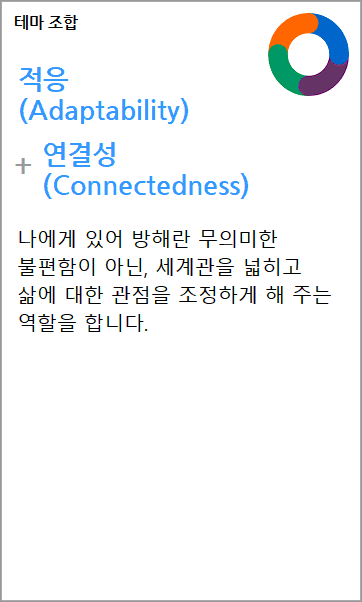 테마 조합
적응
(Adaptability)
+ 연결성
(Connectedness)
나에게 있어 방해란 무의미한
불편함이 아닌, 세계관을 넓히고
삶에 대한 관점을 조정하게 해 주는
역할을 합니다.